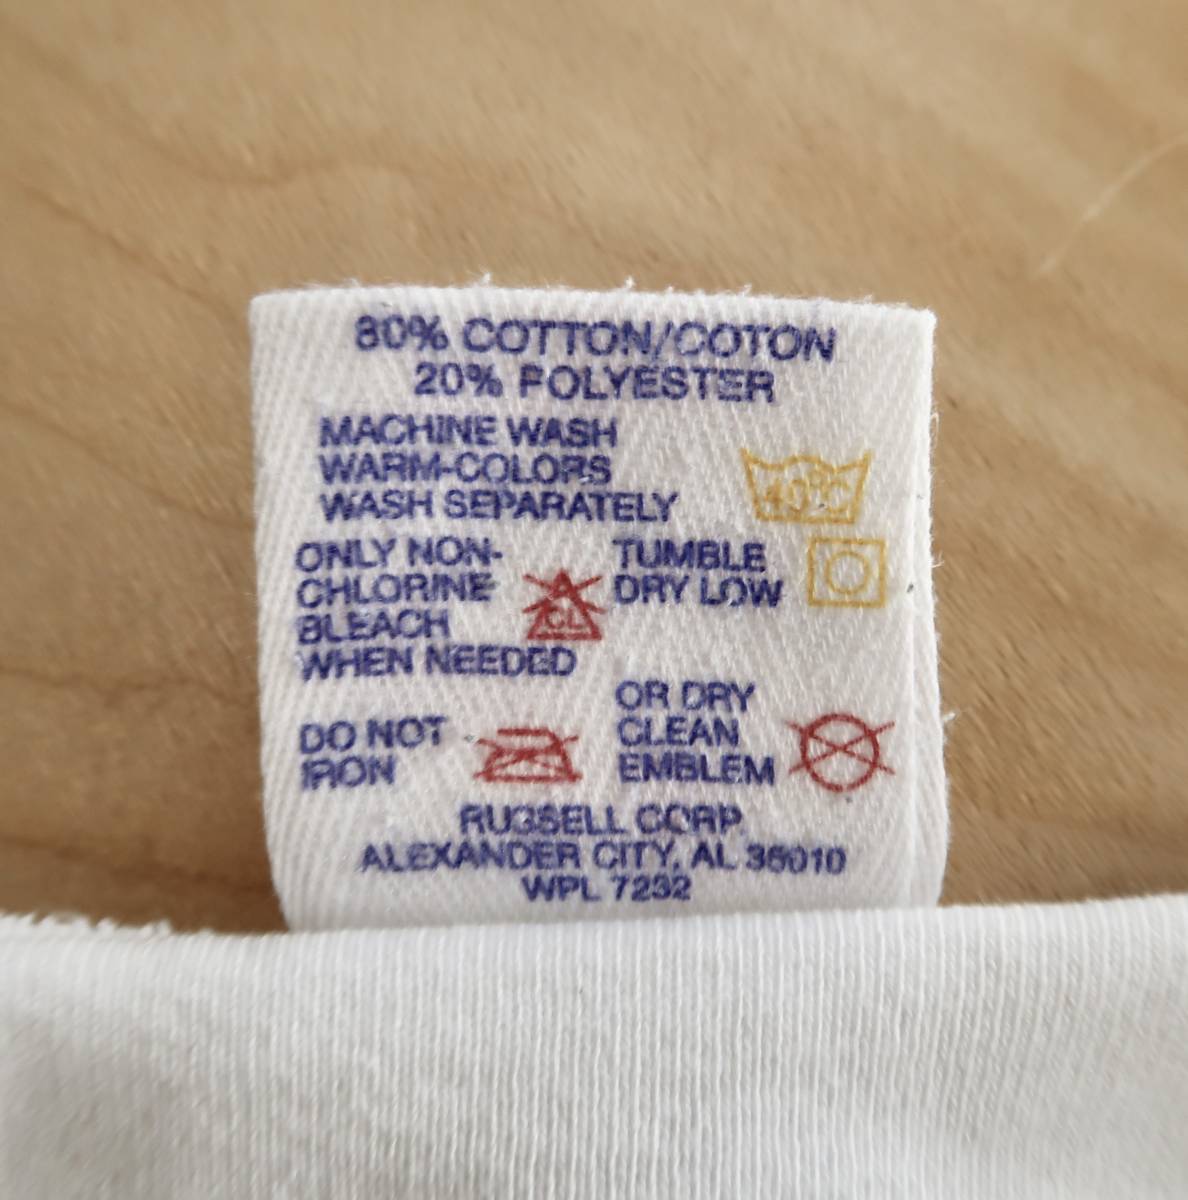 80% COTTON/COTON
20% POLYESTER
MACHINE WASH
WARM-COLORS
WASH SEPARATELY
40°C
ONLY NON-
CHLORINE
BLEACH
WHEN NEEDED
CL
TUMBLE
DRY LOW
DO NOT
IRON
OR DRY
CLEAN
EMBLEM
RUSSELL CORP.
ALEXANDER CITY, AL 35010
WPL 7232